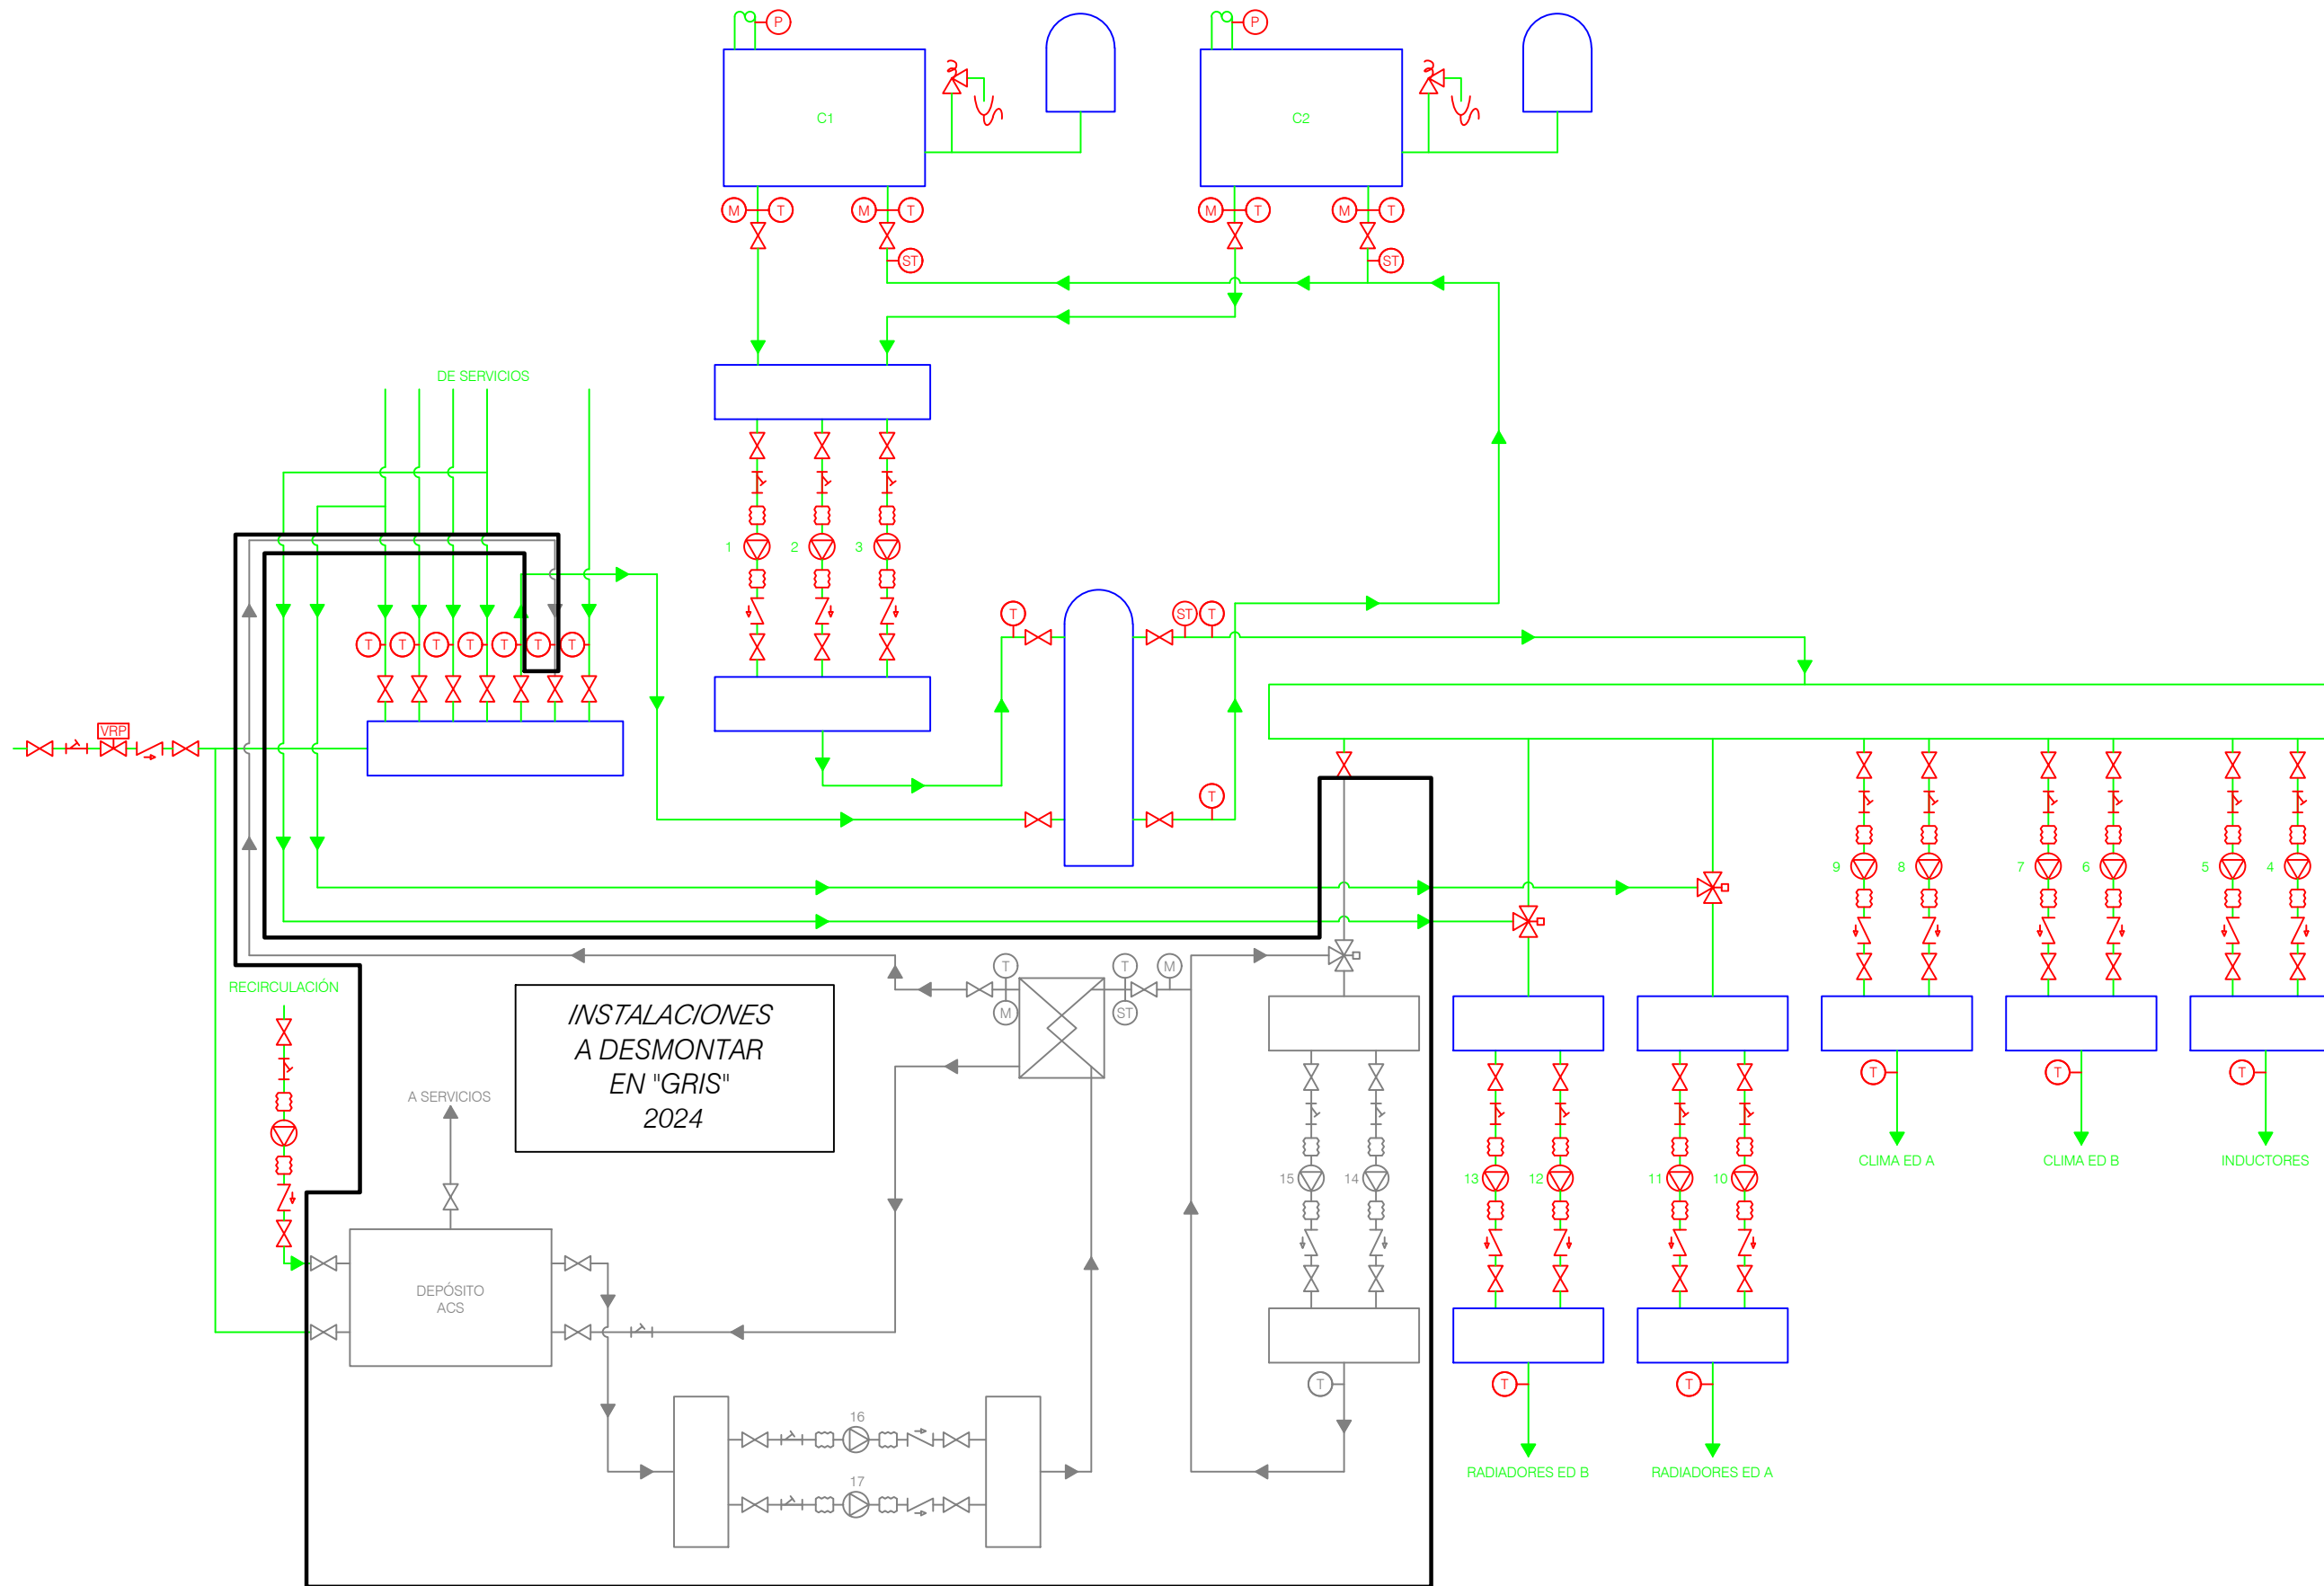 P
P
C1
C2
M T
M T
M T
M T
ST
ST
DE SERVICIOS
1
2
3
T
ST
T
T
T
T
T
T
T
T
VRP
T
9
8
7
6
5
4
RECIRCULACIÓN
T
T
M
M
ST
INSTALACIONES
A DESMONTAR
EN "GRIS"
2024
T
T
T
A SERVICIOS
CLIMA ED A
CLIMA ED B
INDUCTORES
15
14
13
12
11
10
DEPÓSITO
ACS
T
T
T
16
RADIADORES ED B
RADIADORES ED A
17